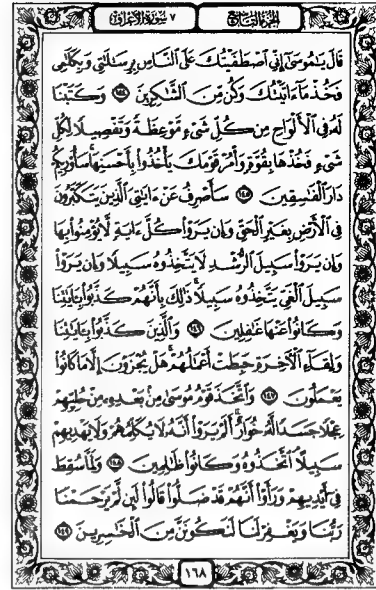 الجزء التاسع ٧ سورة الأعراف
قَالَ يَٰمُوسَىٰٓ إِنِّي ٱصْطَفَيْتُكَ عَلَى ٱلنَّاسِ بِرِسَٰلَٰتِي وَبِكَلَٰمِي
فَخُذْ مَآ ءَاتَيْتُكَ وَكُن مِّنَ ٱلشَّٰكِرِينَ ١٤٤ وَكَتَبْنَا
لَهُۥ فِي ٱلْأَلْوَاحِ مِن كُلِّ شَيْءٍ مَّوْعِظَةً وَتَفْصِيلًا لِّكُلِّ
شَيْءٍ فَخُذْهَا بِقُوَّةٍ وَأْمُرْ قَوْمَكَ يَأْخُذُوا۟ بِأَحْسَنِهَا سَأُو۟رِيكُمْ
دَارَ ٱلْفَٰسِقِينَ ١٤٥ سَأَصْرِفُ عَنْ ءَايَٰتِيَ ٱلَّذِينَ يَتَكَبَّرُونَ
فِي ٱلْأَرْضِ بِغَيْرِ ٱلْحَقِّ وَإِن يَرَوْا۟ كُلَّ ءَايَةٍ لَّا يُؤْمِنُوا۟ بِهَا
وَإِن يَرَوْا۟ سَبِيلَ ٱلرُّشْدِ لَا يَتَّخِذُوهُ سَبِيلًا وَإِن يَرَوْا۟
سَبِيلَ ٱلْغَيِّ يَتَّخِذُوهُ سَبِيلًا ذَٰلِكَ بِأَنَّهُمْ كَذَّبُوا۟ بِـَٔايَٰتِنَا
وَكَانُوا۟ عَنْهَا غَٰفِلِينَ ١٤٦ وَٱلَّذِينَ كَذَّبُوا۟ بِـَٔايَٰتِنَا
وَلِقَآءِ ٱلْءَاخِرَةِ حَبِطَتْ أَعْمَٰلُهُمْ هَلْ يُجْزَوْنَ إِلَّا مَا كَانُوا۟
يَعْمَلُونَ ١٤٧ وَٱتَّخَذَ قَوْمُ مُوسَىٰ مِنۢ بَعْدِهِۦ مِنْ حُلِيِّهِمْ
عِجْلًا جَسَدًا لَّهُۥ خُوَارٌ أَلَمْ يَرَوْا۟ أَنَّهُۥ لَا يُكَلِّمُهُمْ وَلَا يَهْدِيهِمْ
سَبِيلًا ٱتَّخَذُوهُ وَكَانُوا۟ ظَٰلِمِينَ ١٤٨ وَلَمَّا سُقِطَ
فِيٓ أَيْدِيهِمْ وَرَأَوْا۟ أَنَّهُمْ قَدْ ضَلُّوا۟ قَالُوا۟ لَئِن لَّمْ يَرْحَمْنَا
رَبُّنَا وَيَغْفِرْ لَنَا لَنَكُونَنَّ مِنَ ٱلْخَٰسِرِينَ ١٤٩
١٦٨